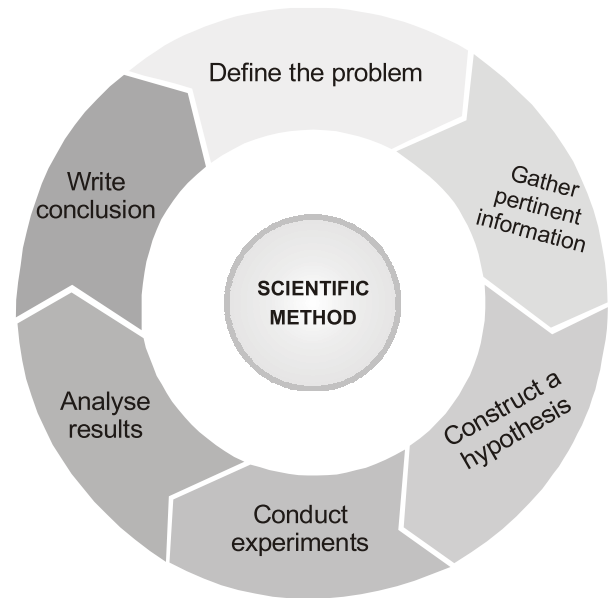 Define the problem
Gather
pertinent
information
Construct a
hypothesis
Conduct
experiments
Analyse
results
Write
conclusion
SCIENTIFIC
METHOD